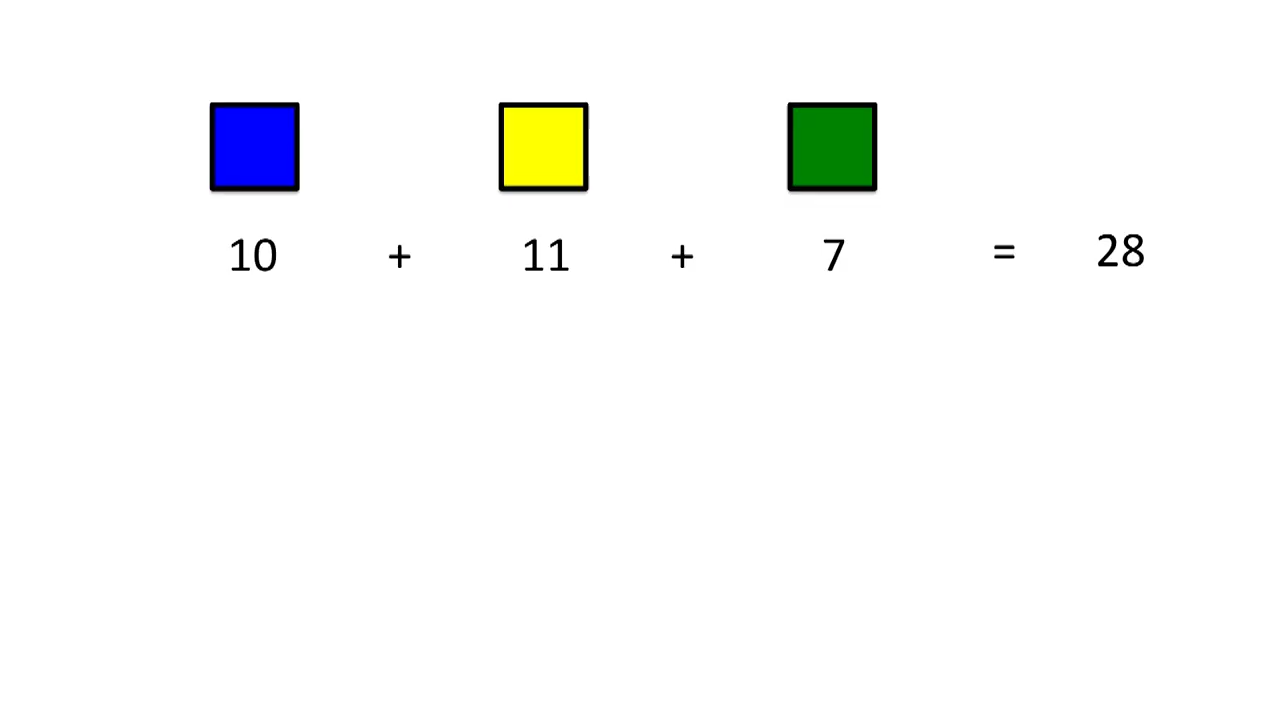 10 + 11 + 7 = 28